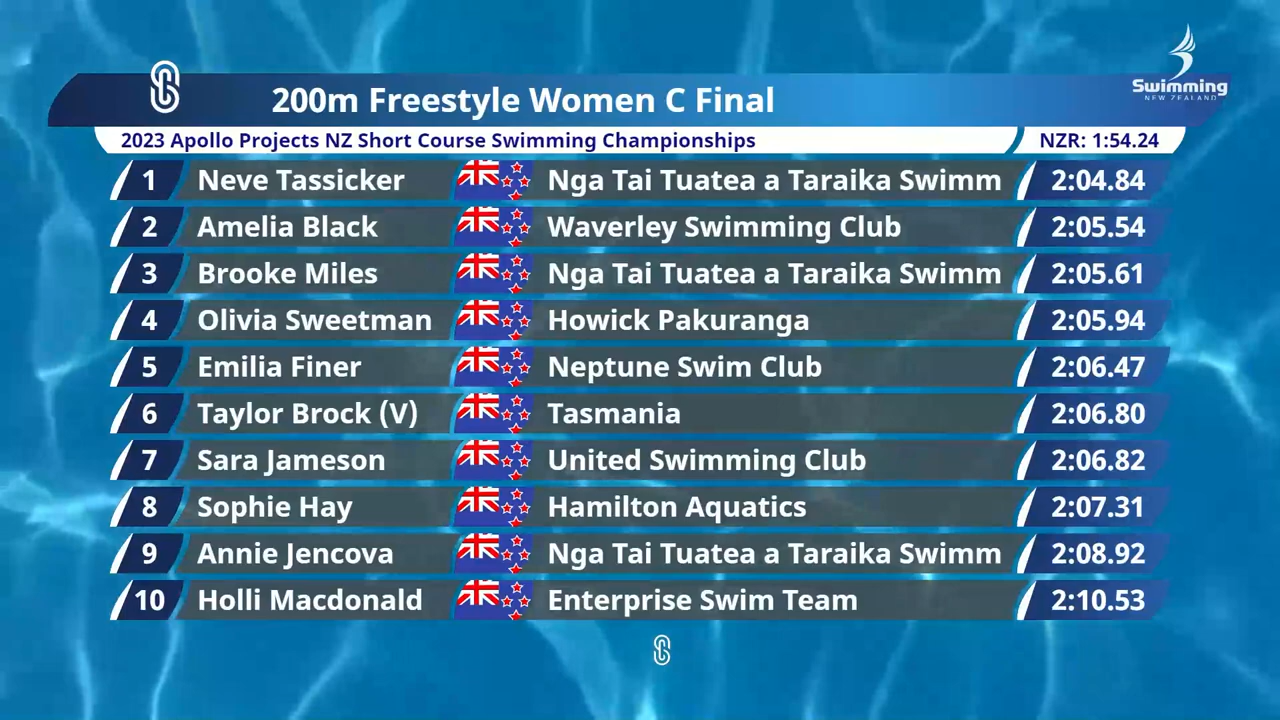 200m Freestyle Women C Final
Swimming
NEW ZEALAND
2023 Apollo Projects NZ Short Course Swimming Championships NZR: 1:54.24
1 Neve Tassicker Nga Tai Tuatea a Taraika Swimm 2:04.84
2 Amelia Black Waverley Swimming Club 2:05.54
3 Brooke Miles Nga Tai Tuatea a Taraika Swimm 2:05.61
4 Olivia Sweetman Howick Pakuranga 2:05.94
5 Emilia Finer Neptune Swim Club 2:06.47
6 Taylor Brock (V) Tasmania 2:06.80
7 Sara Jameson United Swimming Club 2:06.82
8 Sophie Hay Hamilton Aquatics 2:07.31
9 Annie Jencova Nga Tai Tuatea a Taraika Swimm 2:08.92
10 Holli Macdonald Enterprise Swim Team 2:10.53